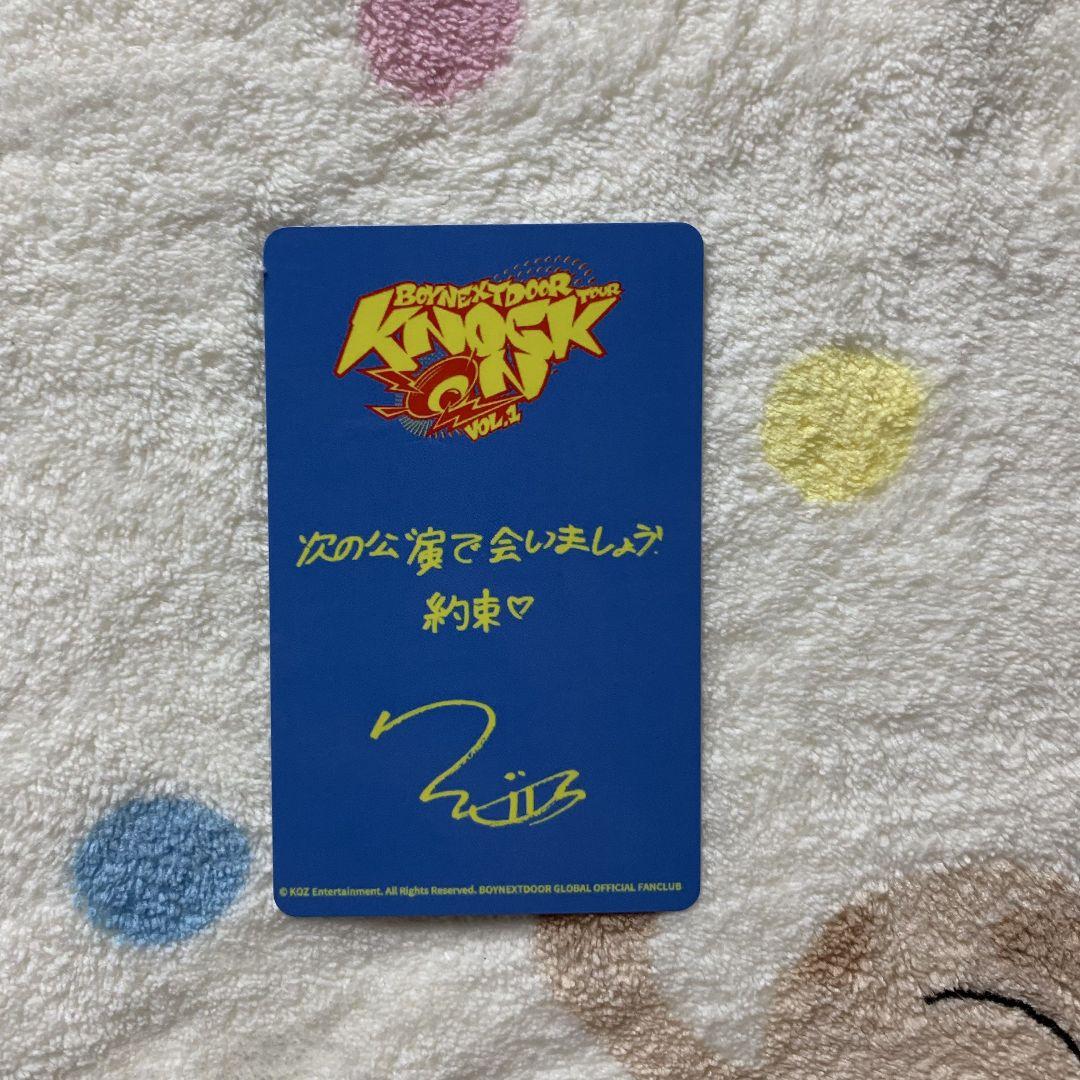 BOYNEXTDOOR TOUR
KNOCK
ON
VOL.1
次の公演で会いましょう!
約束♡
© KOZ Entertainment. All Rights Reserved. BOYNEXTDOOR GLOBAL OFFICIAL FANCLUB